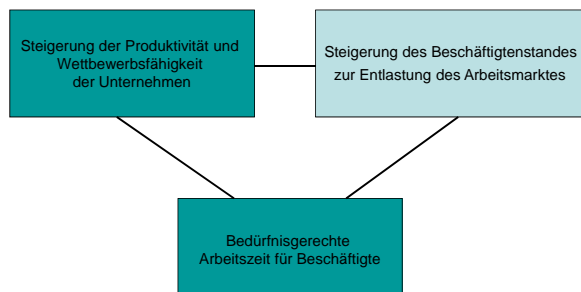 Steigerung der Produktivität und
Wettbewerbsfähigkeit
der Unternehmen
Steigerung des Beschäftigtenstandes
zur Entlastung des Arbeitsmarktes
Bedürfnisgerechte
Arbeitszeit für Beschäftigte